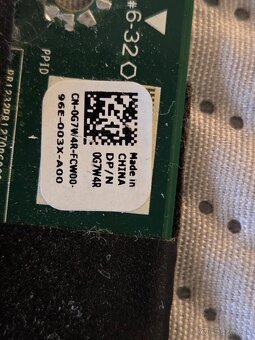 #6-32
PPID
Made in
CHINA
DP/N
0G7W4R
CN-0G7W4R-FCW00-
96E-003X-A00